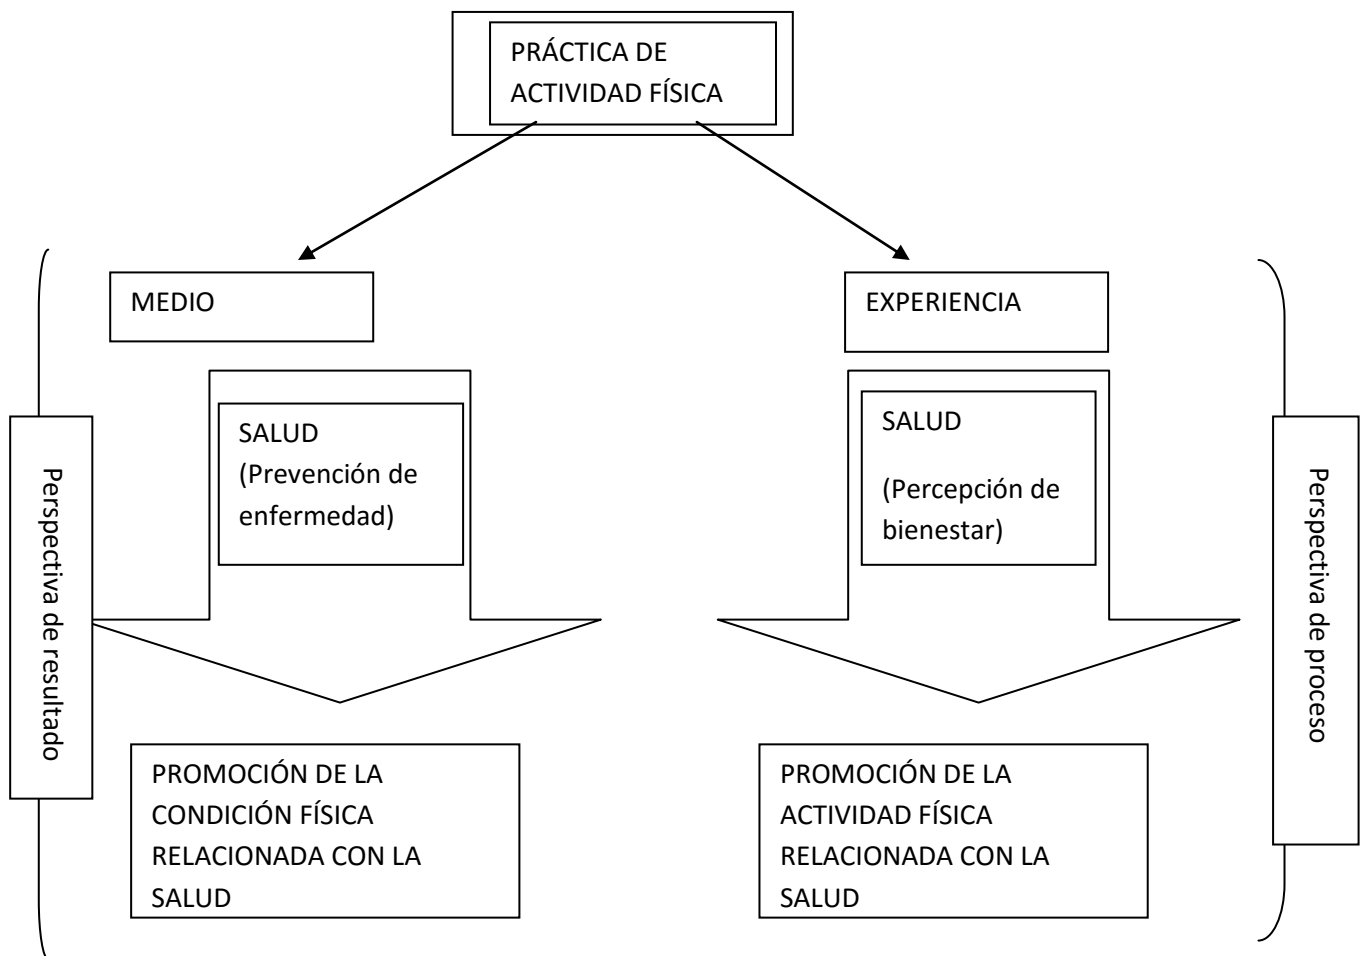 PRÁCTICA DE
ACTIVIDAD FÍSICA
MEDIO
EXPERIENCIA
SALUD
(Prevención de
enfermedad)
SALUD
(Percepción de
bienestar)
Perspectiva de resultado
Perspectiva de proceso
PROMOCIÓN DE LA
CONDICIÓN FÍSICA
RELACIONADA CON LA
SALUD
PROMOCIÓN DE LA
ACTIVIDAD FÍSICA
RELACIONADA CON LA
SALUD